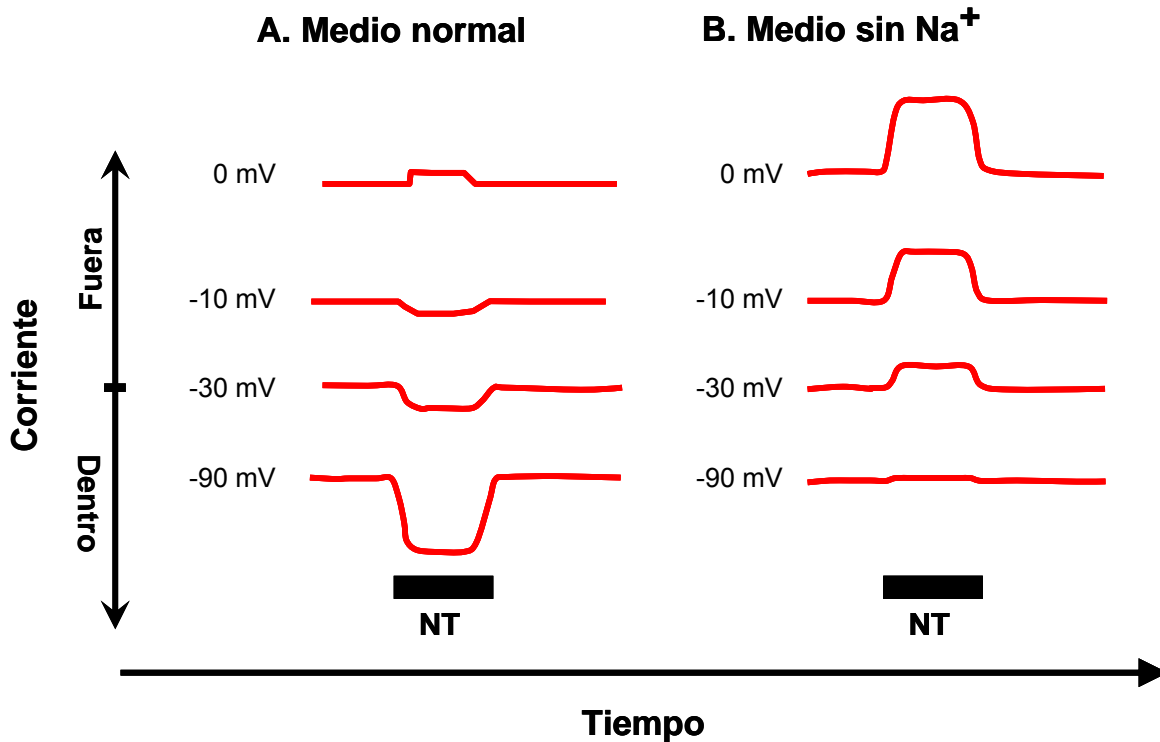 A. Medio normal
B. Medio sin Na⁺
0 mV
-10 mV
-30 mV
-90 mV
NT
0 mV
-10 mV
-30 mV
-90 mV
NT
Corriente
Fuera
Dentro
Tiempo